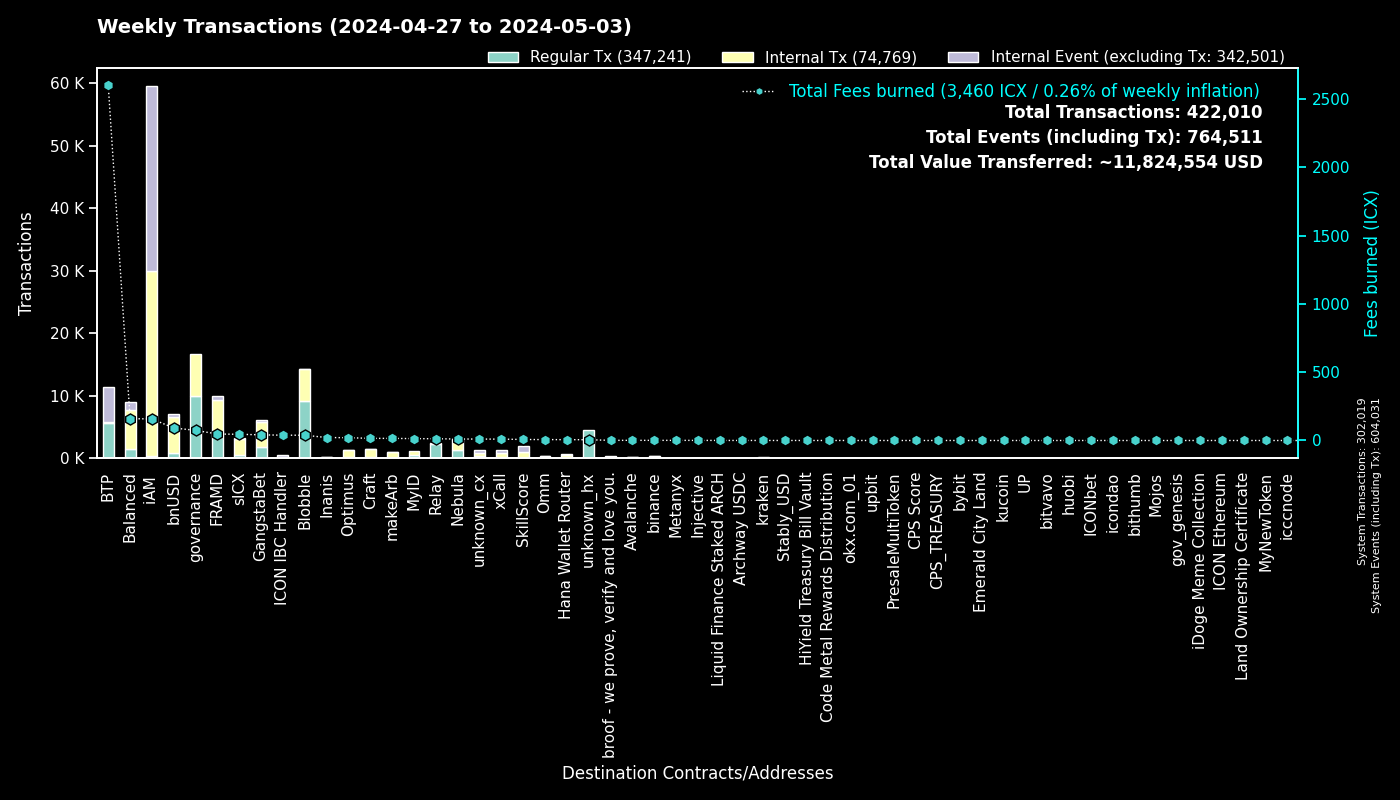 Weekly Transactions (2024-04-27 to 2024-05-03)
Regular Tx (347,241)
Internal Tx (74,769)
Internal Event (excluding Tx: 342,501)
Total Fees burned (3,460 ICX / 0.26% of weekly inflation)
Total Transactions: 422,010
Total Events (including Tx): 764,511
Total Value Transferred: ~11,824,554 USD
Transactions
60 K
50 K
40 K
30 K
20 K
10 K
0 K
2500
2000
1500
1000
500
0
Fees burned (ICX)
System Transactions: 302,019
System Events (including Tx): 604,031
BTP
Balanced
iAM
bnUSD
governance
FRAMD
sICX
GangstaBet
ICON IBC Handler
Blobble
Inanis
Optimus
Craft
makeArb
MyID
Relay
Nebula
unknown_cx
xCall
SkillScore
Omm
Hana Wallet Router
unknown_hx
broof - we prove, verify and love you.
Avalanche
binance
Metanyx
Injective
Liquid Finance Staked ARCH
Archway USDC
kraken
Stably_USD
HiYield Treasury Bill Vault
Code Metal Rewards Distribution
okx.com_01
upbit
PresaleMultiToken
CPS Score
CPS_TREASURY
bybit
Emerald City Land
kucoin
UP
bitvavo
huobi
ICONbet
icondao
bithumb
Mojos
gov_genesis
iDoge Meme Collection
ICON Ethereum
Land Ownership Certificate
MyNewToken
icccnode
Destination Contracts/Addresses